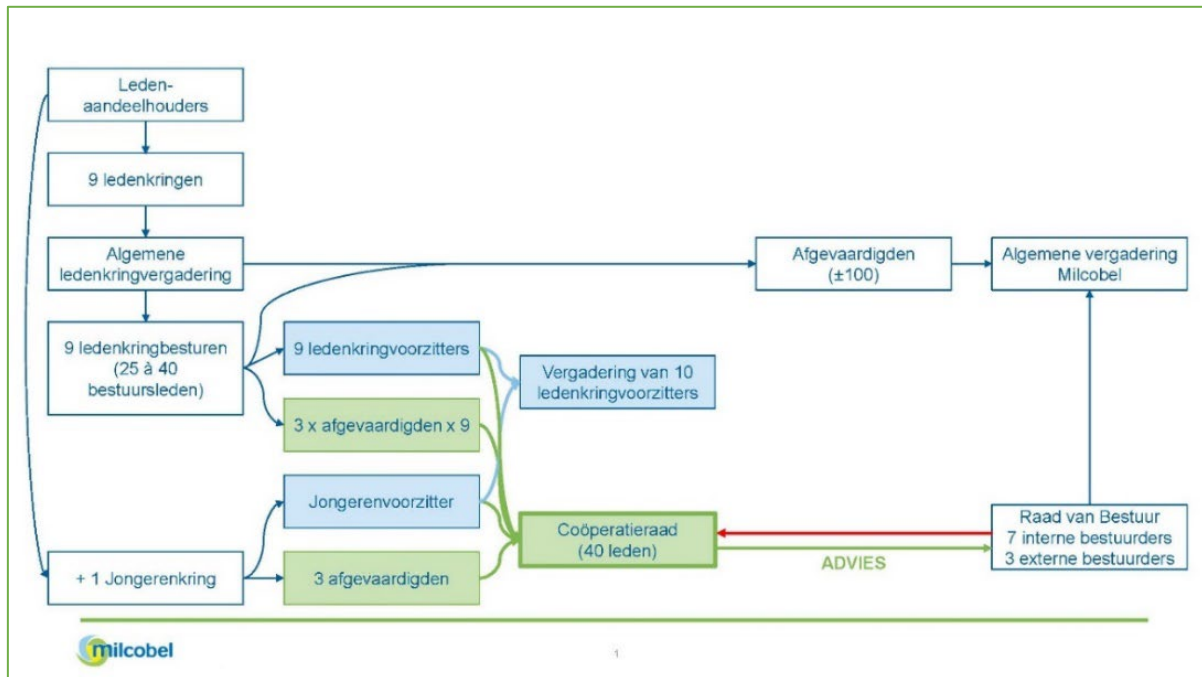 Leden-
aandeelhouders
9 ledenkringen
Algemene
ledenkringvergadering
Afgevaardigden
(±100)
Algemene vergadering
Milcobel
9 ledenkringbesturen
(25 à 40
bestuursleden)
9 ledenkringvoorzitters
Vergadering van 10
ledenkringvoorzitters
3 x afgevaardigden x 9
Jongerenvoorzitter
Coöperatieraad
(40 leden)
ADVIES
Raad van Bestuur
7 interne bestuurders
3 externe bestuurders
+ 1 Jongerenkring
3 afgevaardigden
milcobel
1